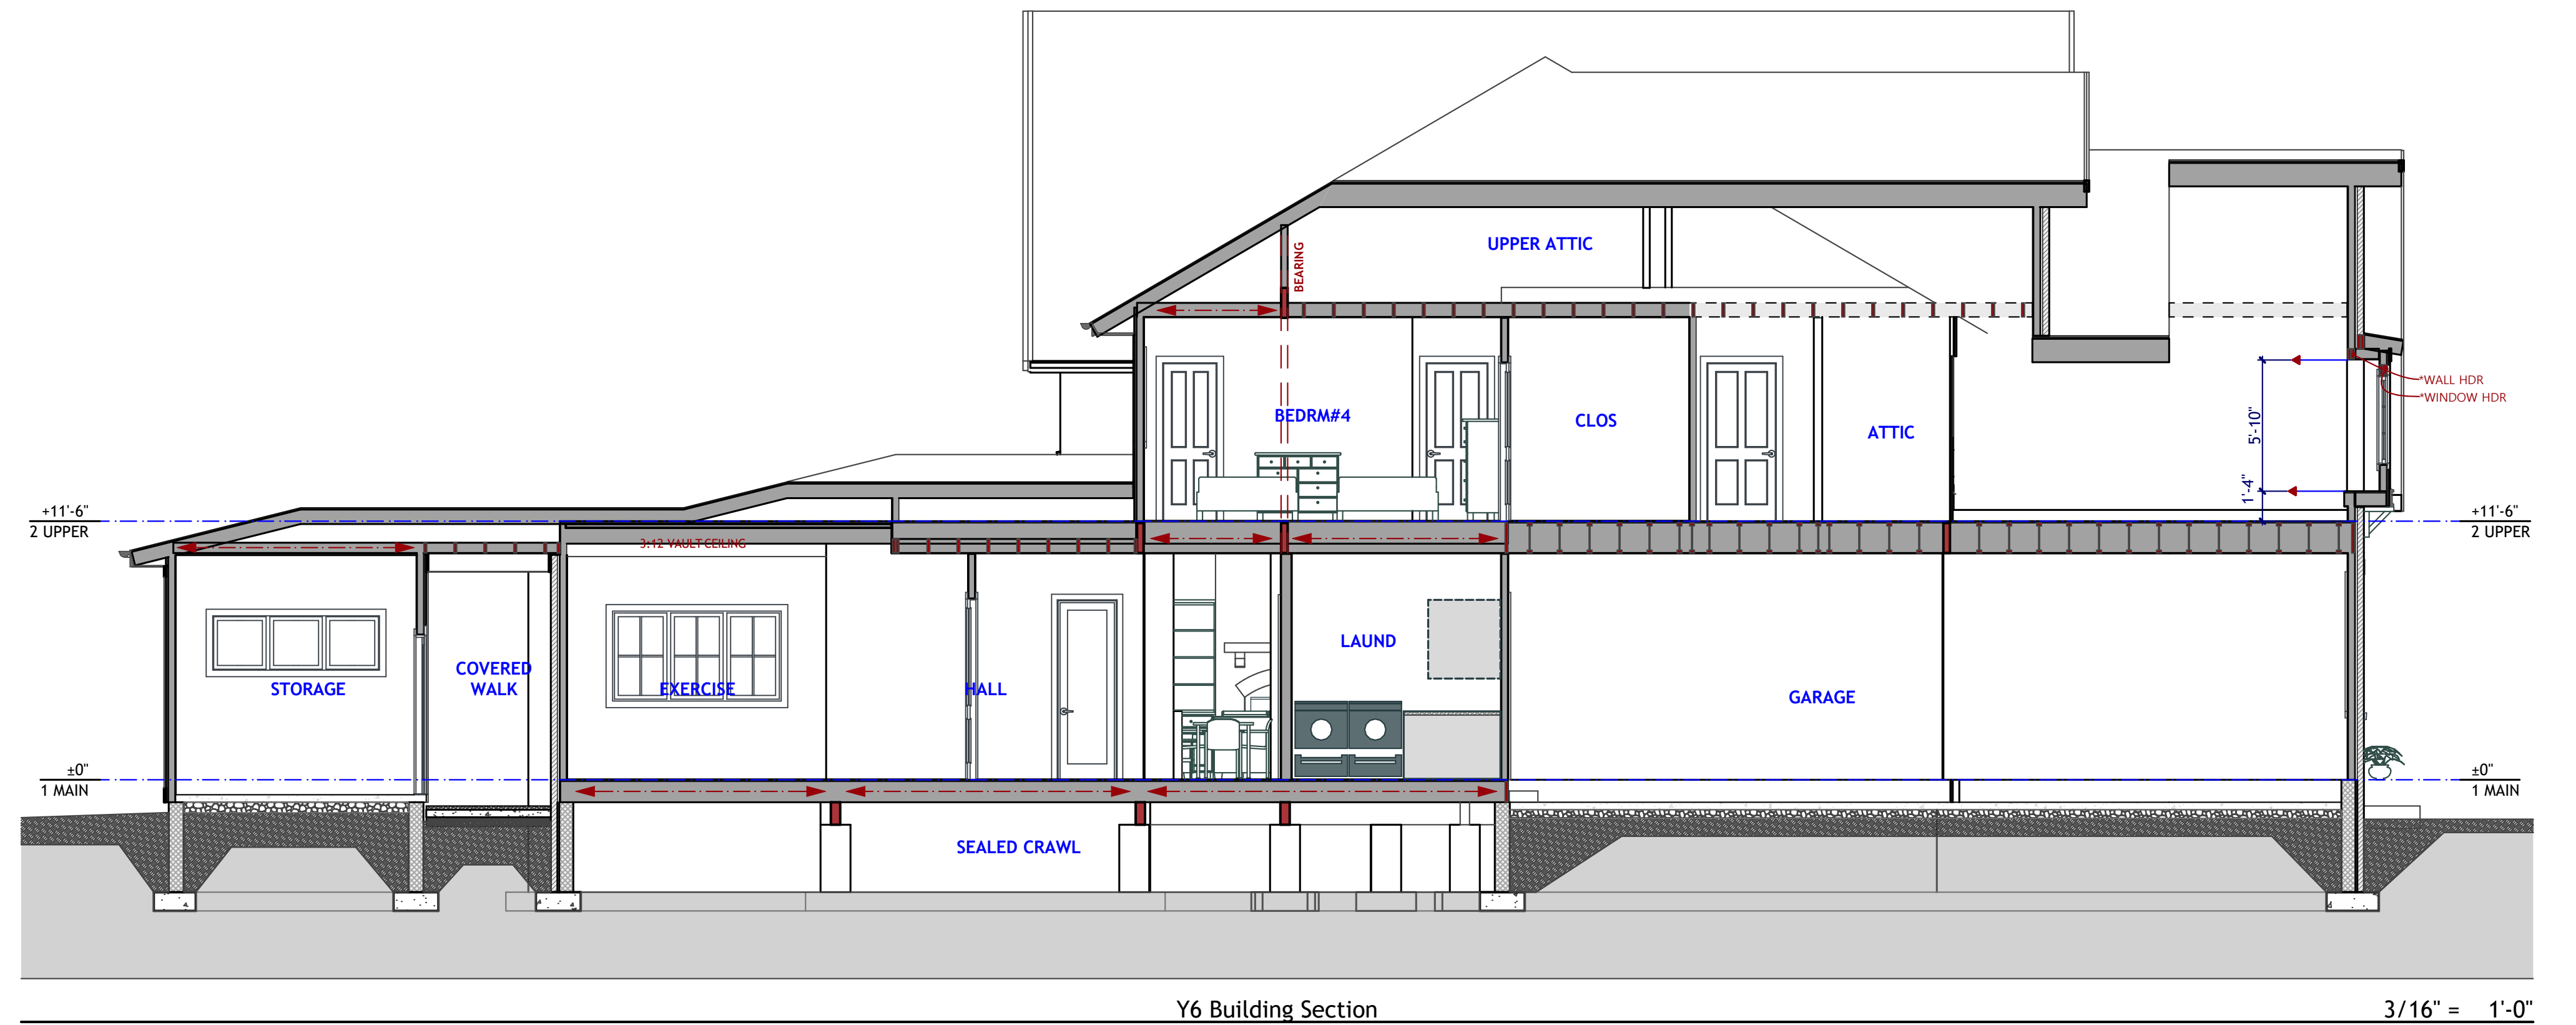 UPPER ATTIC
BEARING
*WALL HDR
*WINDOW HDR
BEDRM#4
CLOS
ATTIC
5'-10"
1'-4"
+11'-6"
2 UPPER
+11'-6"
2 UPPER
3:12 VAULT CEILING
STORAGE
COVERED
WALK
EXERCISE
HALL
LAUND
GARAGE
±0"
1 MAIN
±0"
1 MAIN
SEALED CRAWL
Y6 Building Section
3/16" = 1'-0"